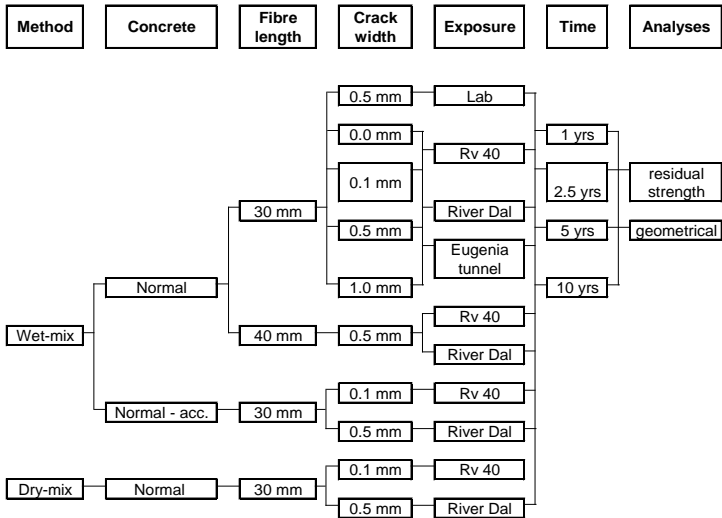 Method Concrete Fibre length Crack width Exposure Time Analyses
0.5 mm Lab
0.0 mm 1 yrs
Rv 40
0.1 mm 2.5 yrs residual strength
30 mm River Dal
0.5 mm 5 yrs geometrical
Eugenia tunnel
Normal 1.0 mm 10 yrs
Rv 40
Wet-mix 40 mm 0.5 mm
River Dal
0.1 mm Rv 40
Normal - acc. 30 mm
0.5 mm River Dal
0.1 mm Rv 40
Dry-mix Normal 30 mm
0.5 mm River Dal